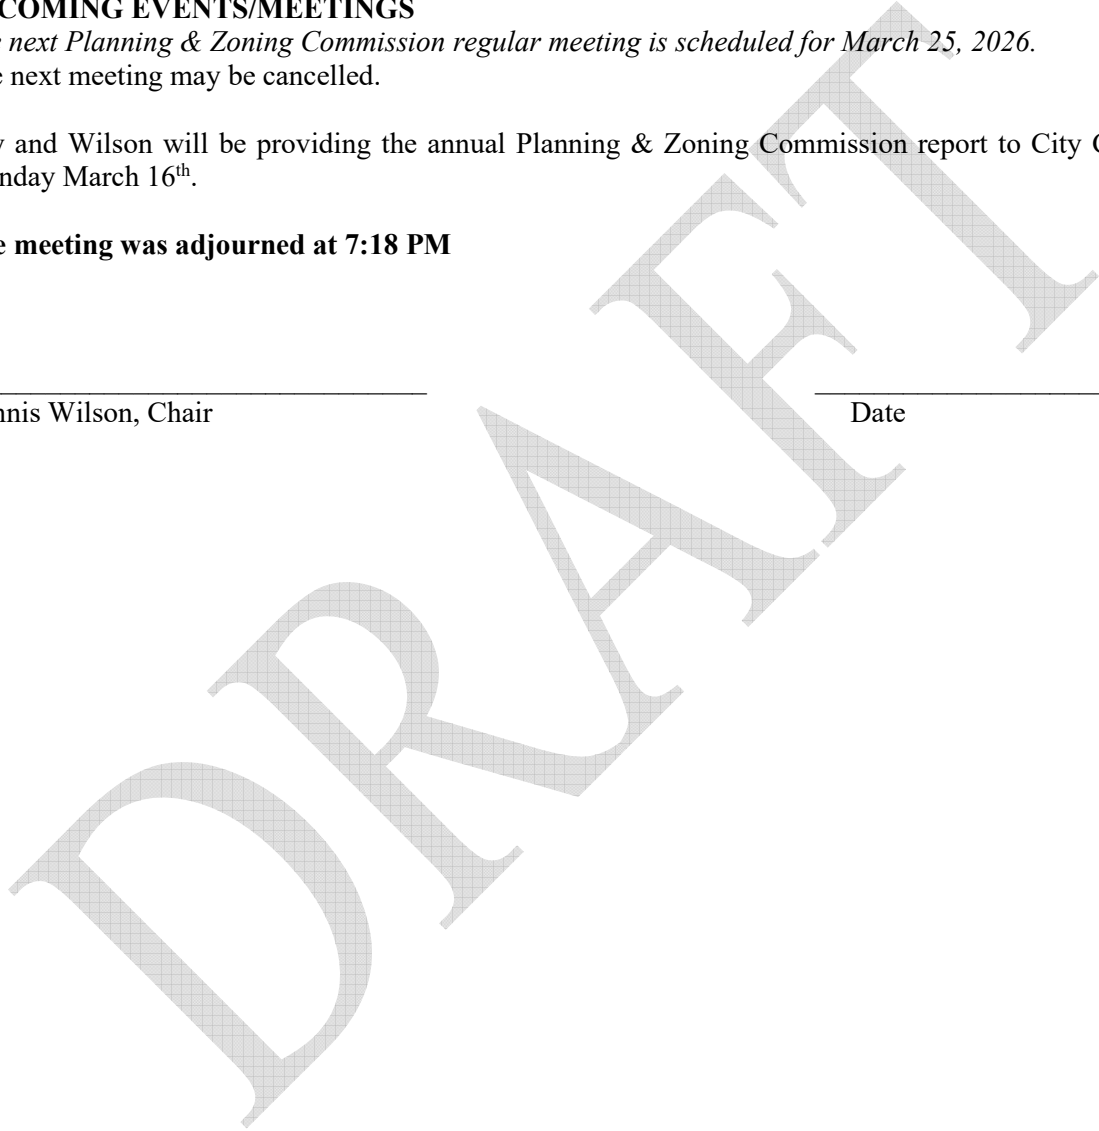 COMING EVENTS/MEETINGS
next Planning & Zoning Commission regular meeting is scheduled for March 25, 2026.
e next meeting may be cancelled.
y and Wilson will be providing the annual Planning & Zoning Commission report to City
nday March 16th.
e meeting was adjourned at 7:18 PM
nnis Wilson, Chair
Date
DRAFT